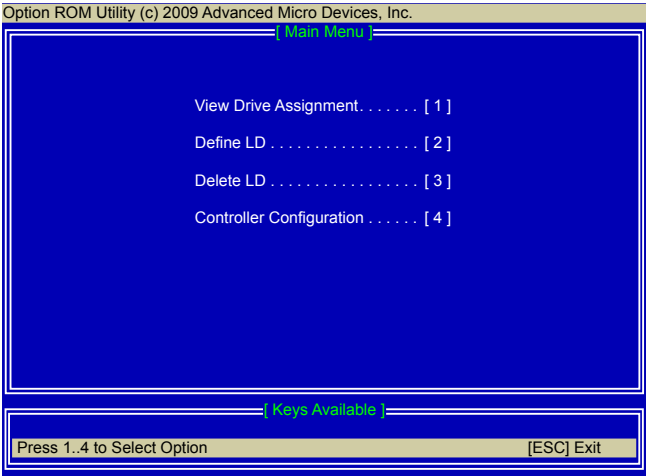 Option ROM Utility (c) 2009 Advanced Micro Devices, Inc.
[ Main Menu ]
View Drive Assignment. . . . . . . [ 1 ]
Define LD . . . . . . . . . . . . . . . . . [ 2 ]
Delete LD . . . . . . . . . . . . . . . . . [ 3 ]
Controller Configuration . . . . . . [ 4 ]
[ Keys Available ]
Press 1..4 to Select Option [ESC] Exit